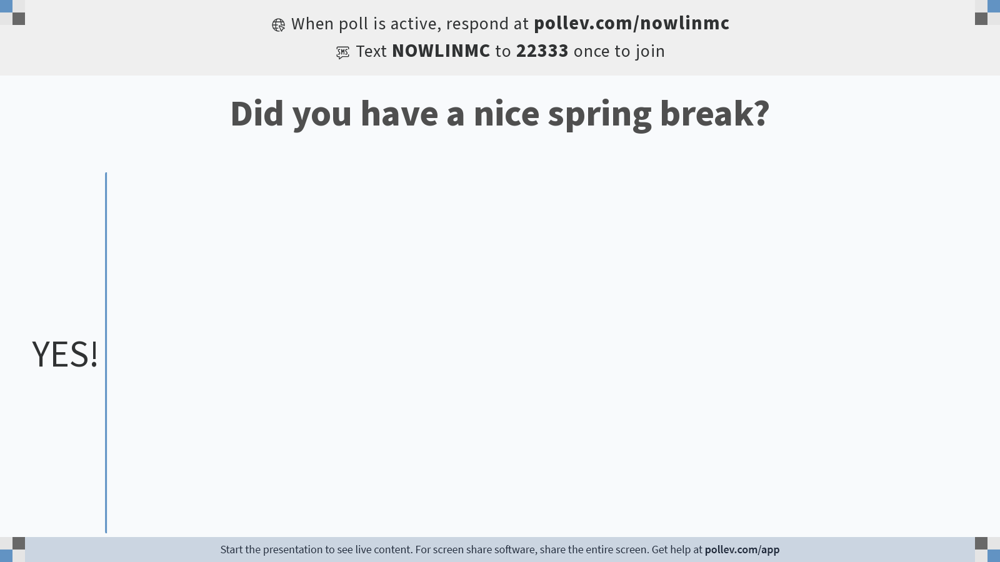 When poll is active, respond at pollev.com/nowlinmc
SMS Text NOWLINMC to 22333 once to join
Did you have a nice spring break?
YES!
Start the presentation to see live content. For screen share software, share the entire screen. Get help at pollev.com/app